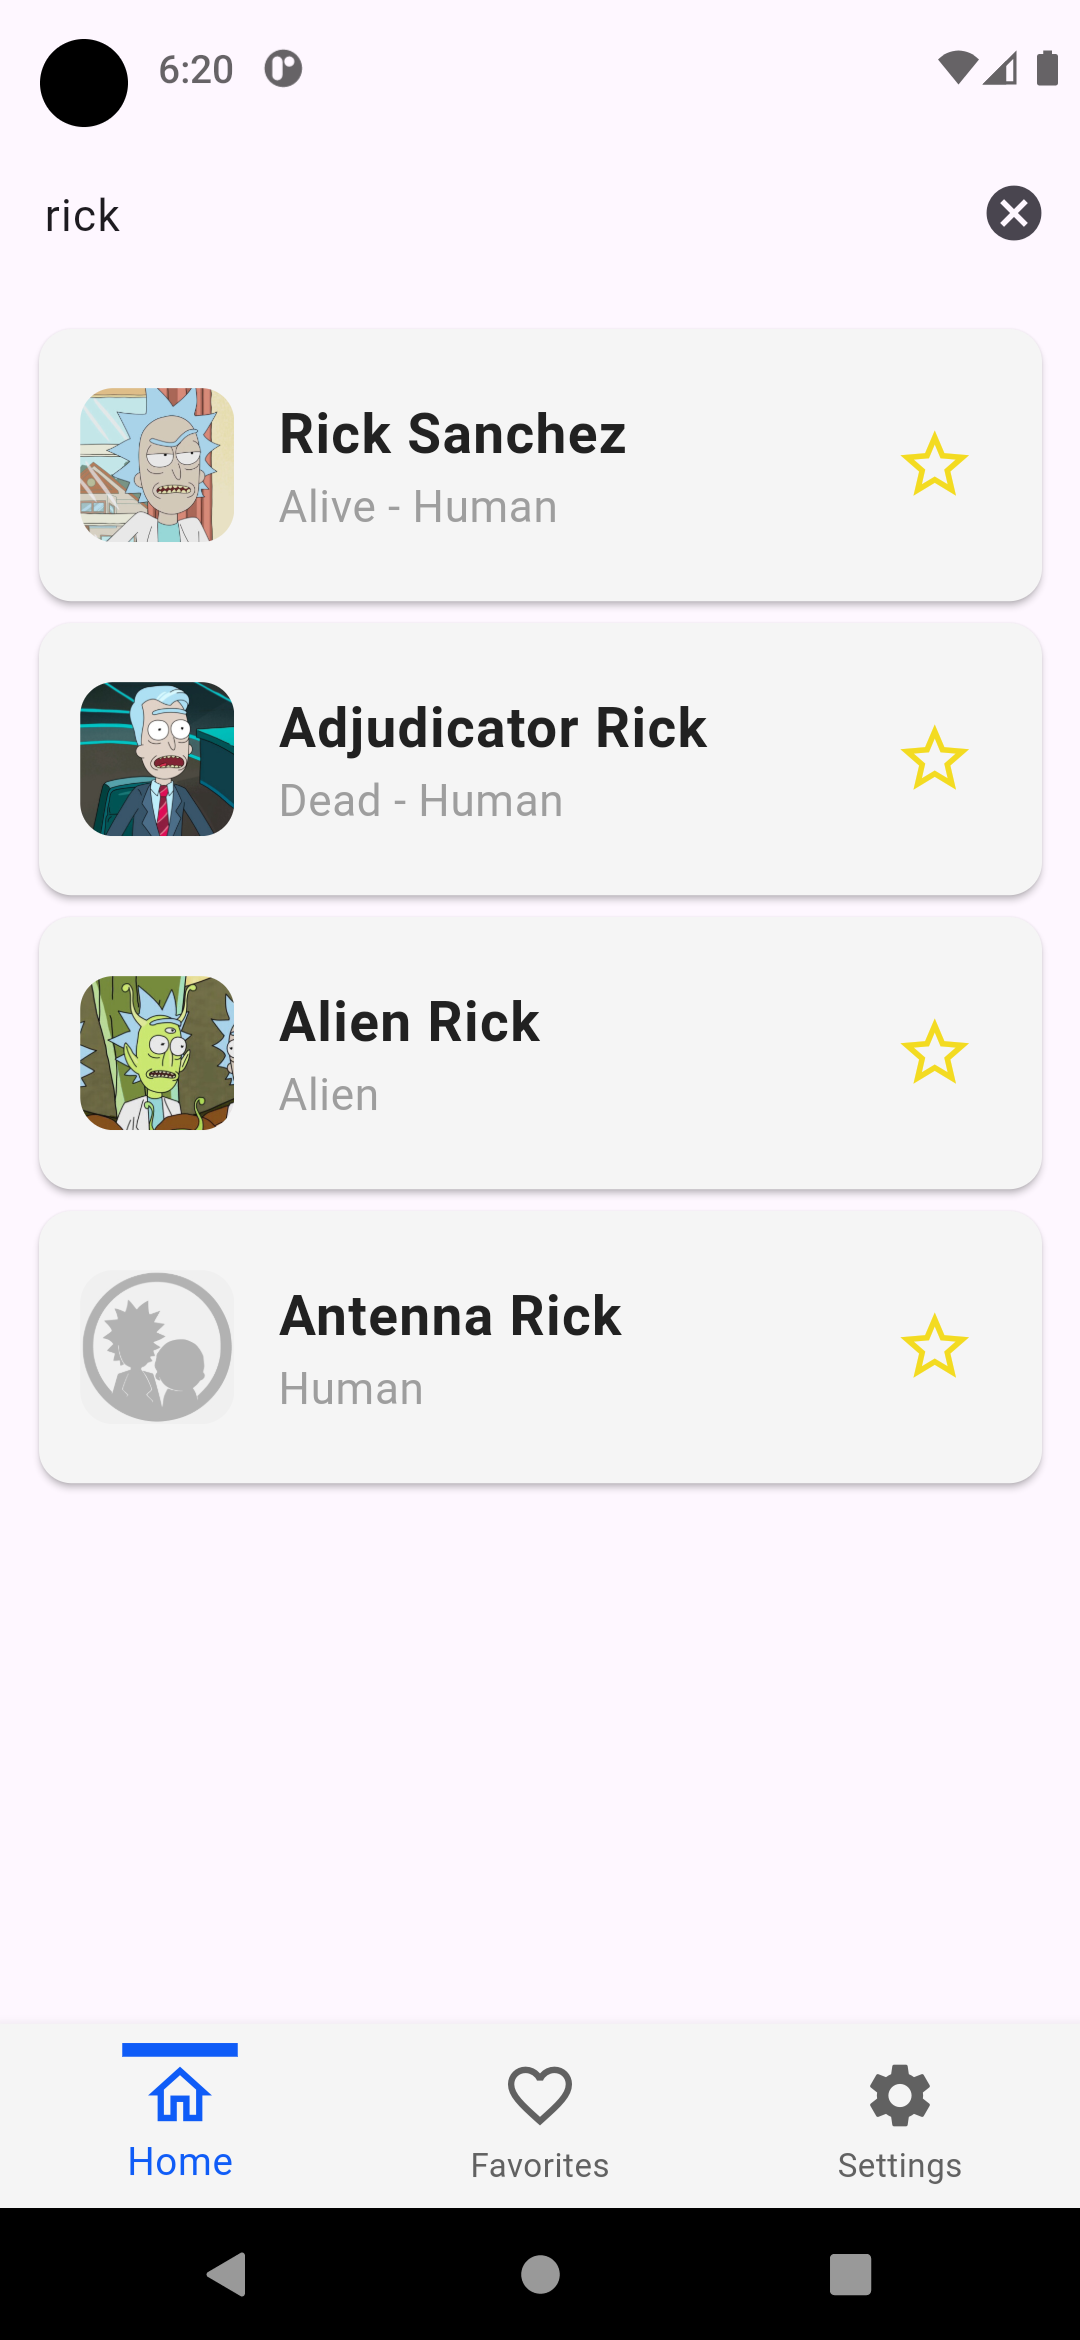 6:20
rick
Rick Sanchez
Alive - Human
Adjudicator Rick
Dead - Human
Alien Rick
Alien
Antenna Rick
Human
Home
Favorites
Settings